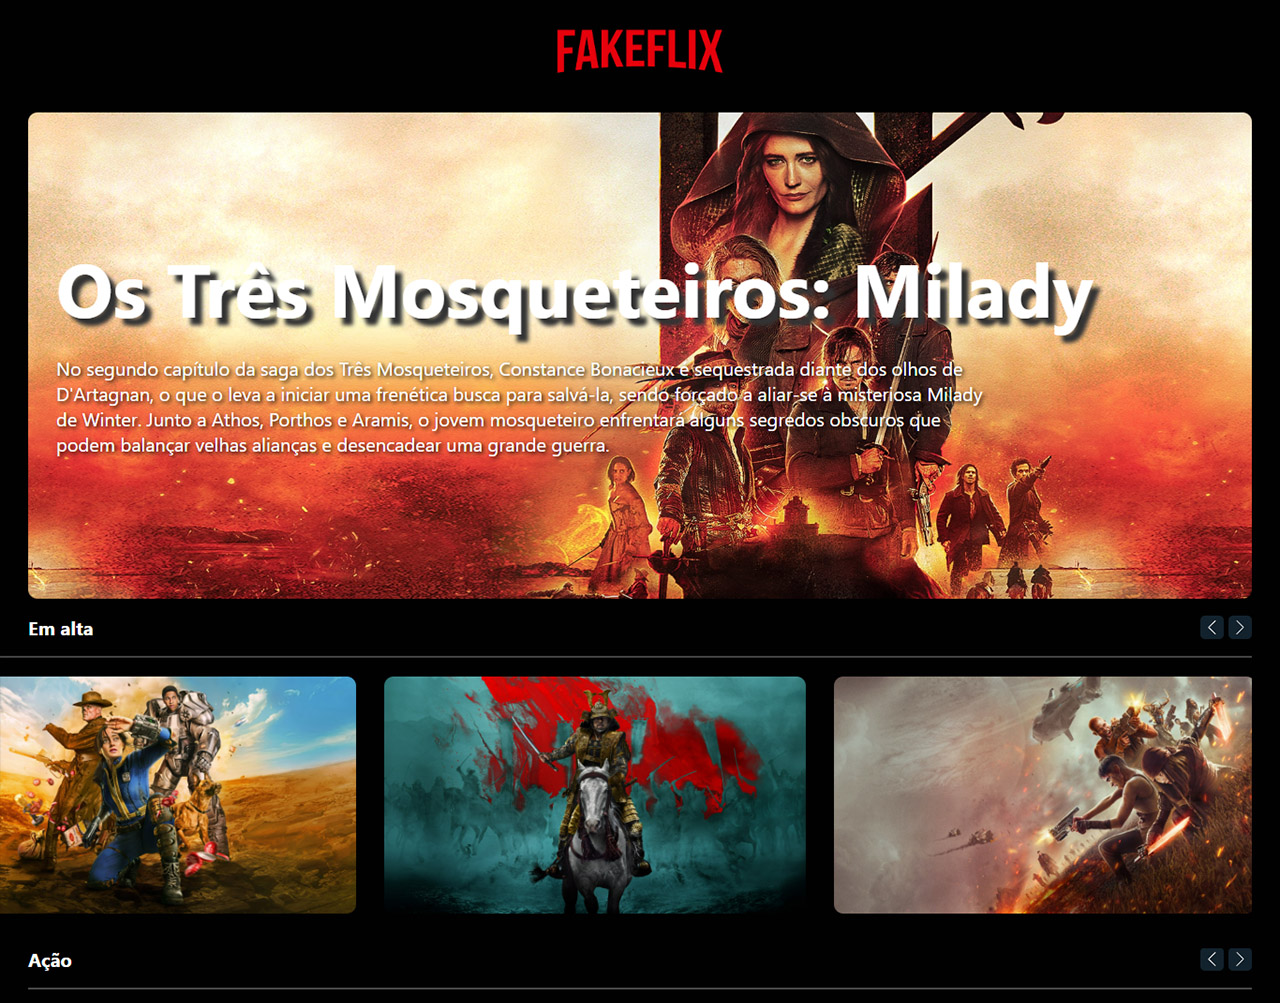 FAKEFLIX
Os Três Mosqueteiros: Milady
No segundo capítulo da saga dos Três Mosqueteiros, Constance Bonacieux é sequestrada diante dos olhos de
D'Artagnan, o que o leva a iniciar uma frenética busca para salvá-la, sendo forçado a aliar-se à misteriosa Milady
de Winter. Junto a Athos, Porthos e Aramis, o jovem mosqueteiro enfrentará alguns segredos obscuros que
podem balançar velhas alianças e desencadear uma grande guerra.
Em alta
Ação